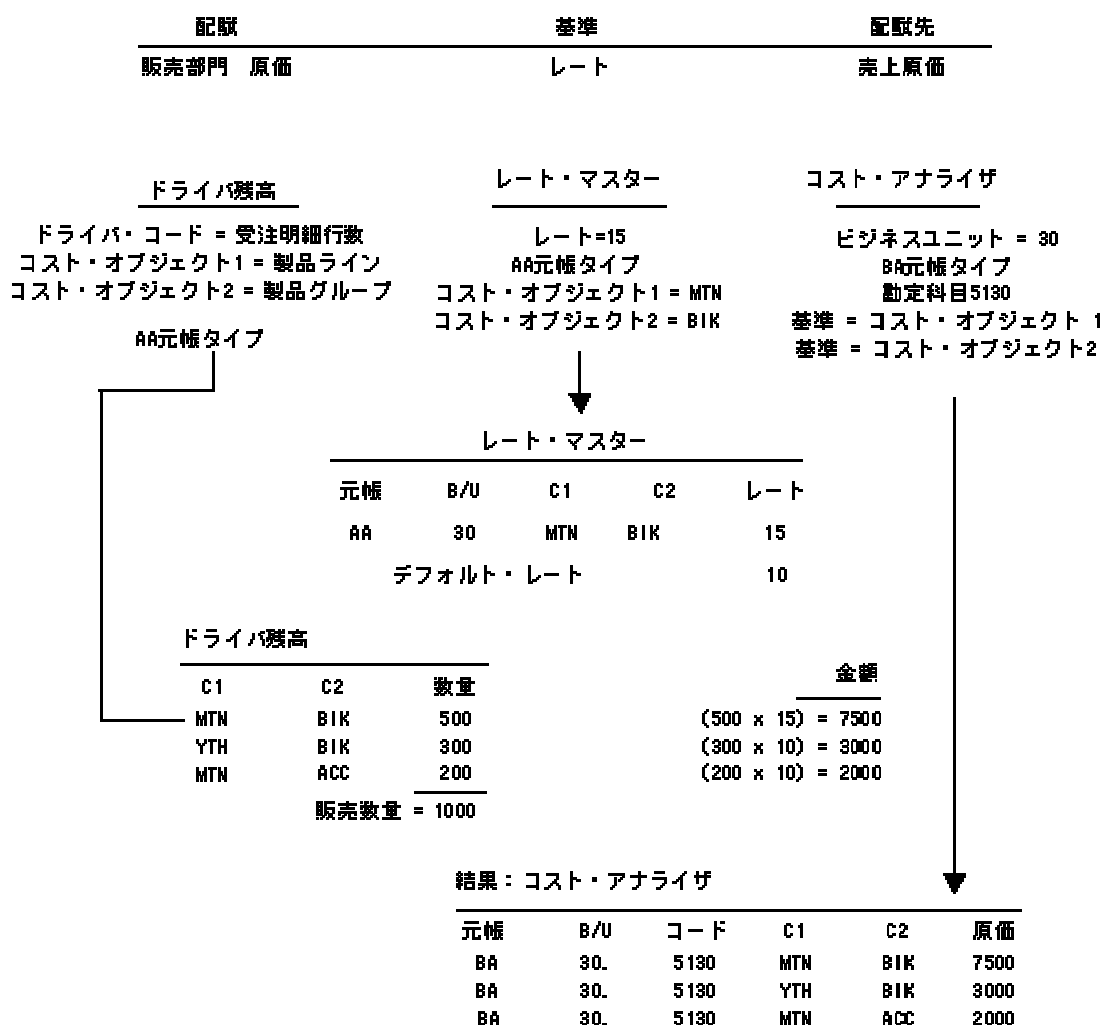 配賦 基準 配賦先
販売部門 原価 レート 売上原価
ドライバ残高
ドライバ・コード = 受注明細行数
コスト・オブジェクト1 = 製品ライン
コスト・オブジェクト2 = 製品グループ
AA元帳タイプ
レート・マスター
レート=15
AA元帳タイプ
コスト・オブジェクト1 = MTN
コスト・オブジェクト2 = BIK
コスト・アナライザ
ビジネスユニット = 30
BA元帳タイプ
勘定科目5130
基準 = コスト・オブジェクト 1
基準 = コスト・オブジェクト2
レート・マスター
元帳 B/U C1 C2 レート
AA 30 MTN BIK 15
デフォルト・レート 10
ドライバ残高
C1 C2 数量
MTN BIK 500
YTH BIK 300
MTN ACC 200
販売数量 = 1000
金額
(500 x 15) = 7500
(300 x 10) = 3000
(200 x 10) = 2000
結果：コスト・アナライザ
元帳 B/U コード C1 C2 原価
BA 30. 5130 MTN BIK 7500
BA 30. 5130 YTH BIK 3000
BA 30. 5130 MTN ACC 2000